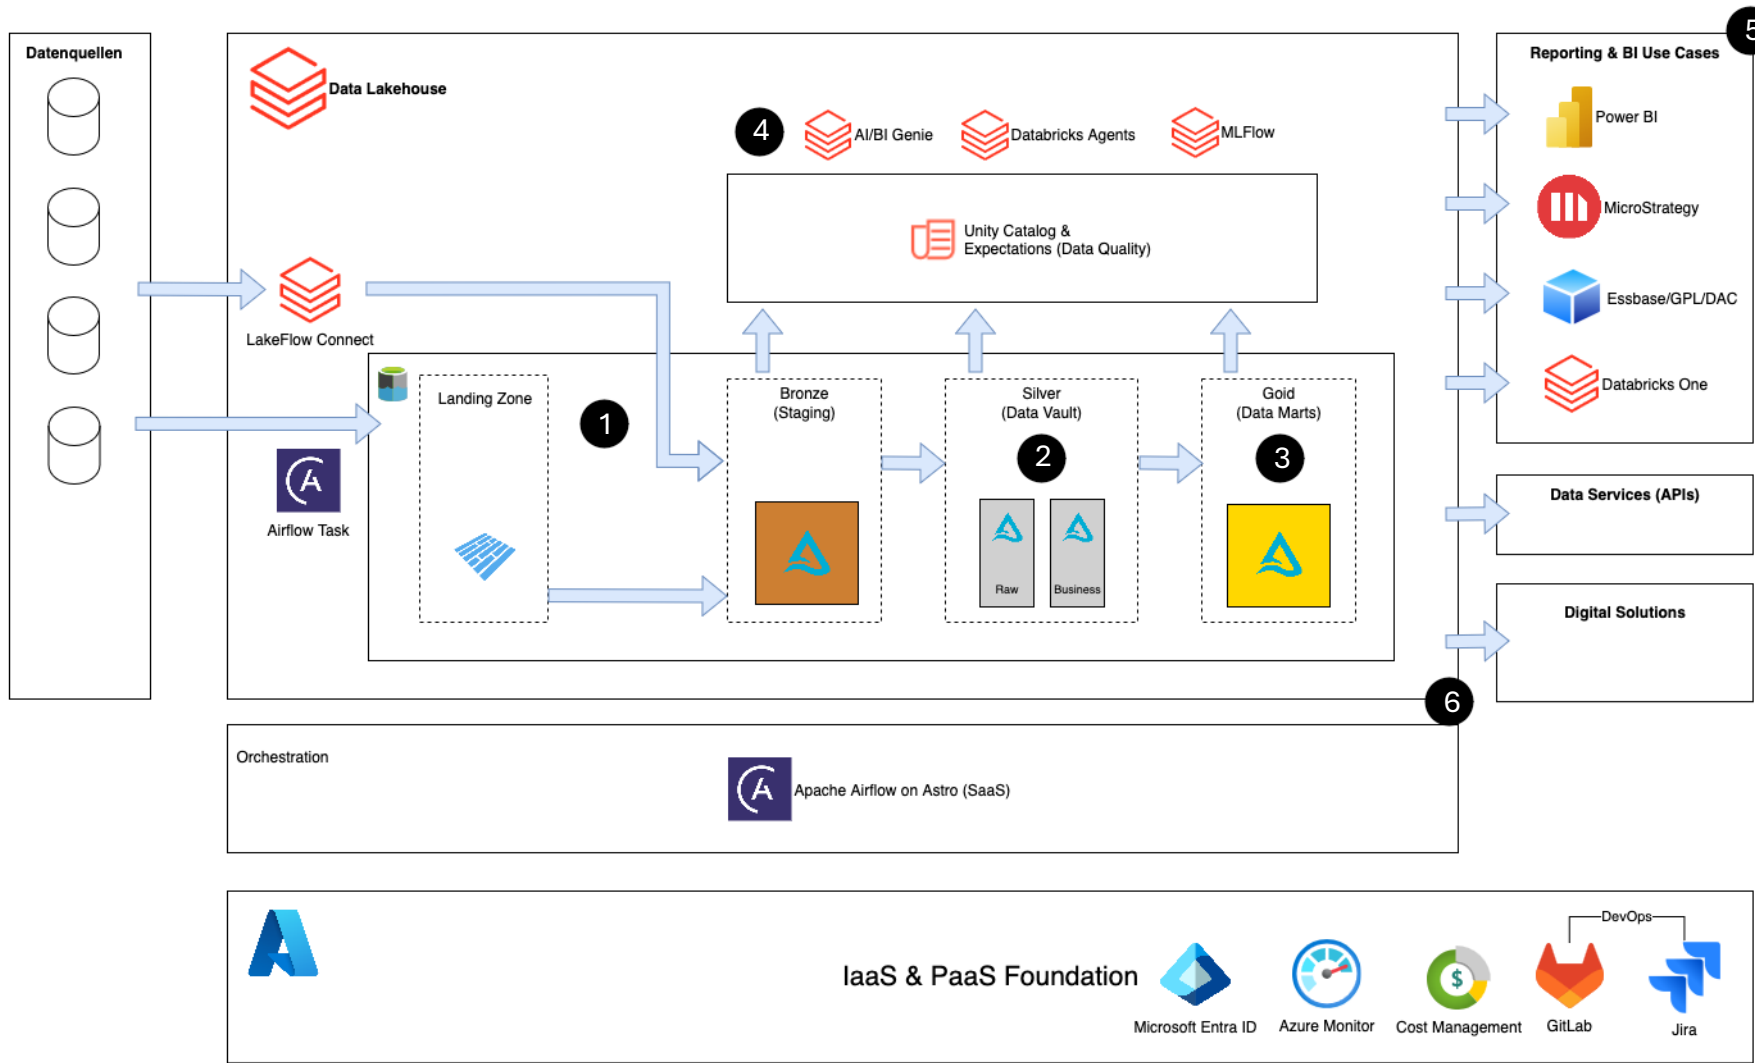 Datenquellen
Data Lakehouse
4
AI/BI Genie
Databricks Agents
MLFlow
Unity Catalog &
Expectations (Data Quality)
LakeFlow Connect
Airflow Task
Landing Zone
1
Bronze
(Staging)
Silver
(Data Vault)
2
Raw
Business
Gold
(Data Marts)
3
5
Reporting & BI Use Cases
Power BI
MicroStrategy
Essbase/GPL/DAC
Databricks One
Data Services (APIs)
Digital Solutions
6
Orchestration
Apache Airflow on Astro (SaaS)
IaaS & PaaS Foundation
Microsoft Entra ID
Azure Monitor
Cost Management
DevOps
GitLab
Jira